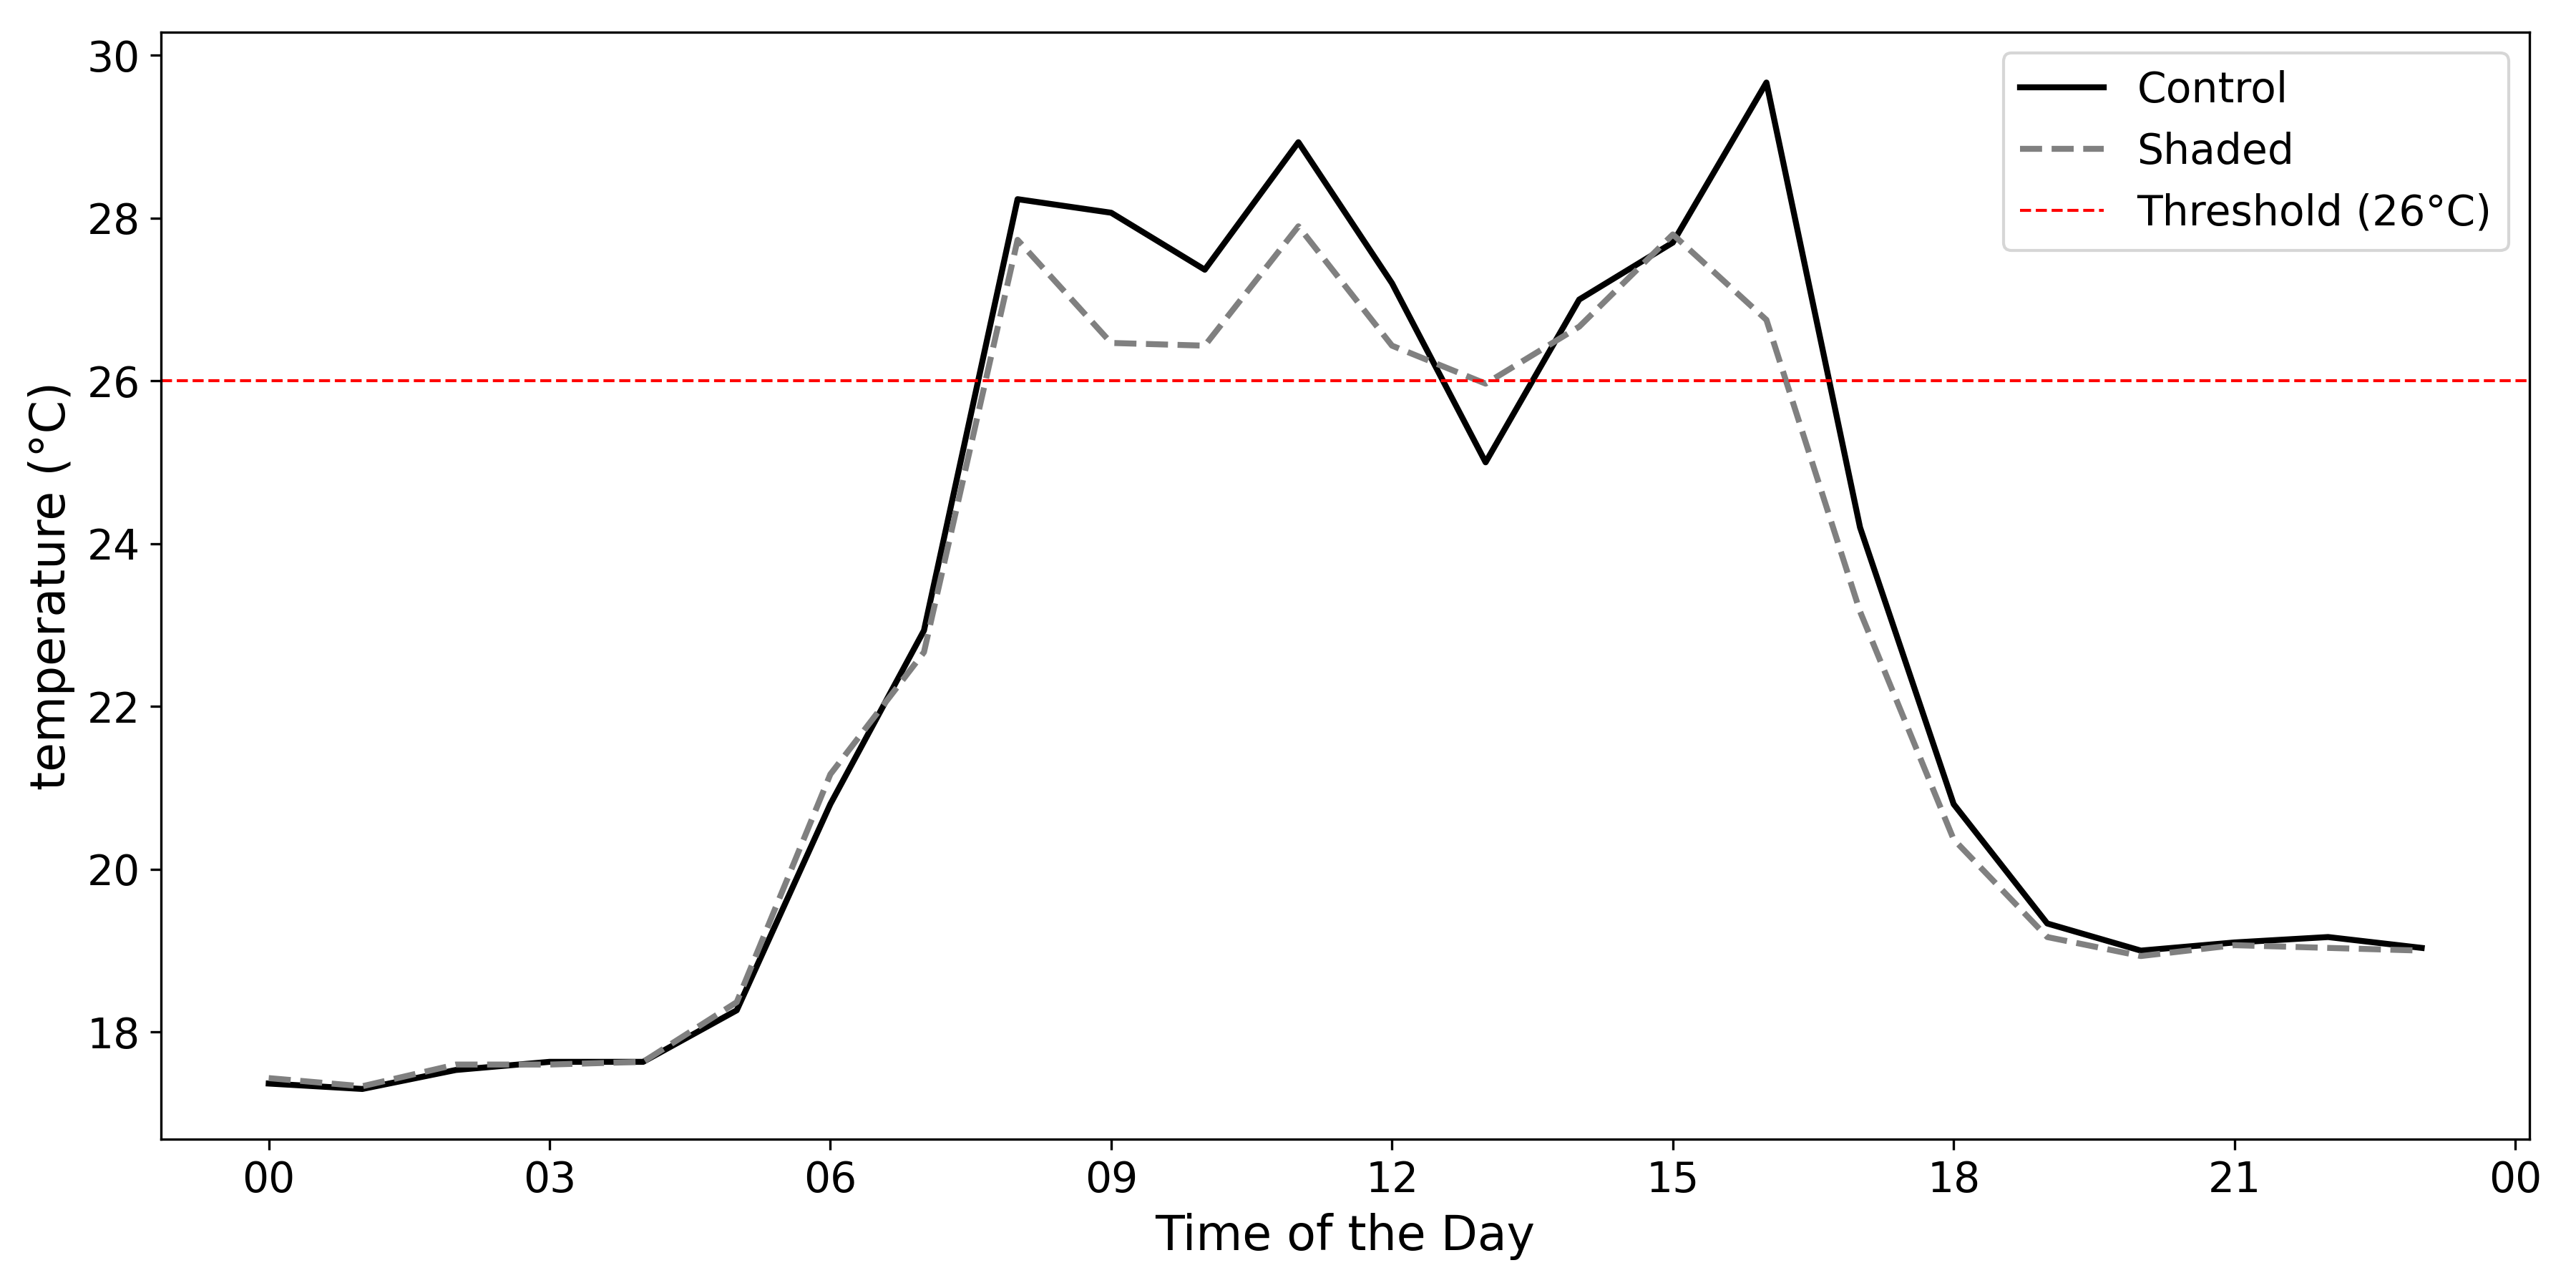 30
28
26
24
22
20
18
temperature (°C)
Control
Shaded
Threshold (26°C)
00 03 06 09 12 15 18 21 00
Time of the Day